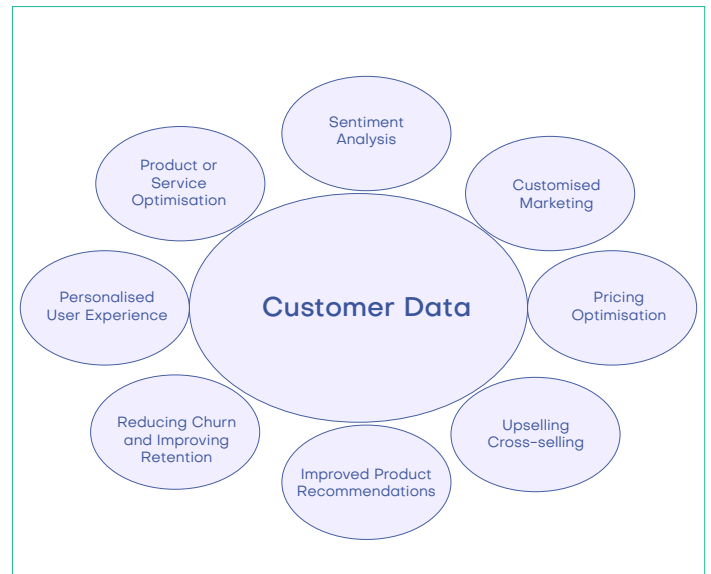 Sentiment
Analysis
Product or
Service
Optimisation
Customised
Marketing
Personalised
User Experience
Customer Data
Pricing
Optimisation
Reducing Churn
and Improving
Retention
Upselling
Cross-selling
Improved Product
Recommendations